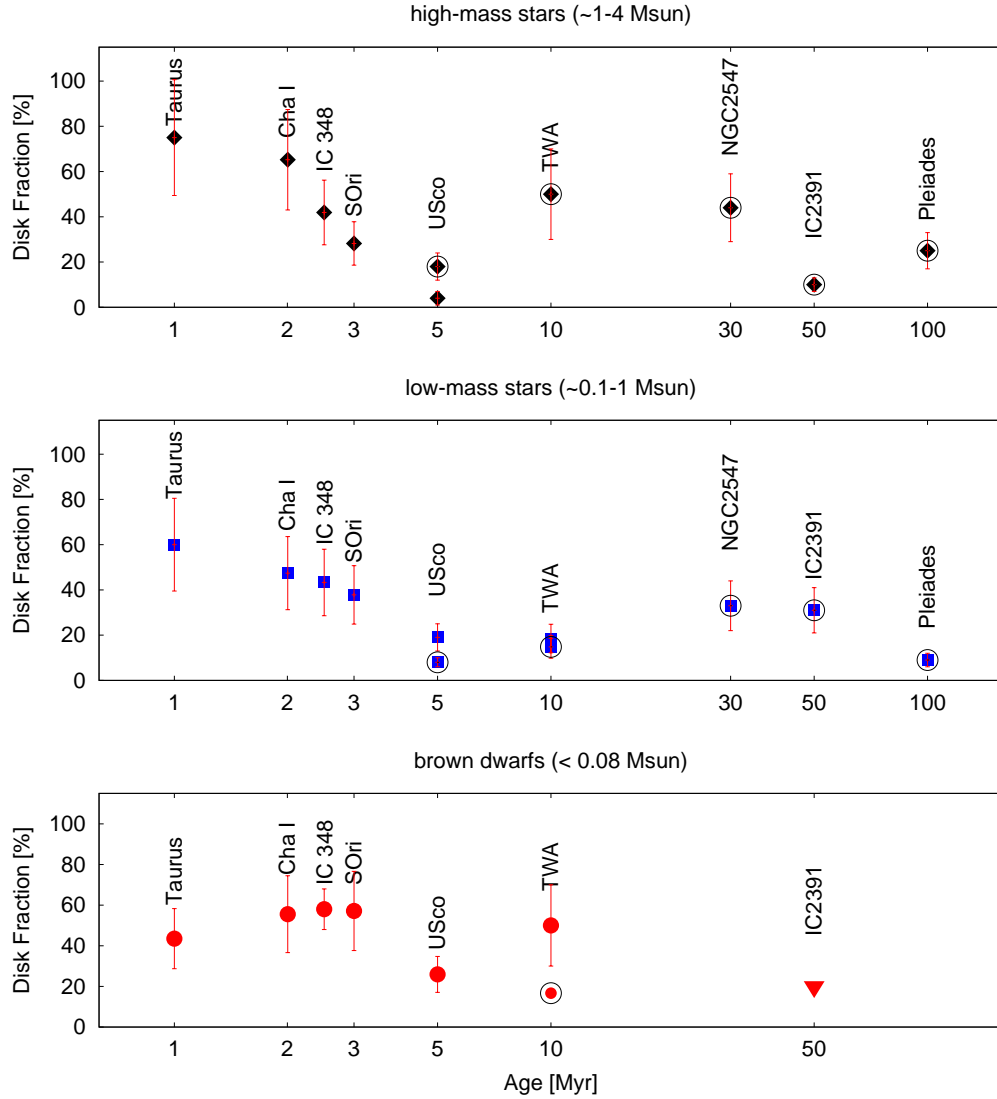 high-mass stars (~1-4 Msun)
Disk Fraction [%]
100
80
60
40
20
0
Taurus
Cha I
IC 348
SOri
USco
TWA
NGC2547
IC2391
Pleiades
1
2
3
5
10
30
50
100
low-mass stars (~0.1-1 Msun)
Disk Fraction [%]
100
80
60
40
20
0
Taurus
Cha I
IC 348
SOri
USco
TWA
NGC2547
IC2391
Pleiades
1
2
3
5
10
30
50
100
brown dwarfs (< 0.08 Msun)
Disk Fraction [%]
100
80
60
40
20
0
Taurus
Cha I
IC 348
SOri
USco
TWA
IC2391
1
2
3
5
10
50
Age [Myr]